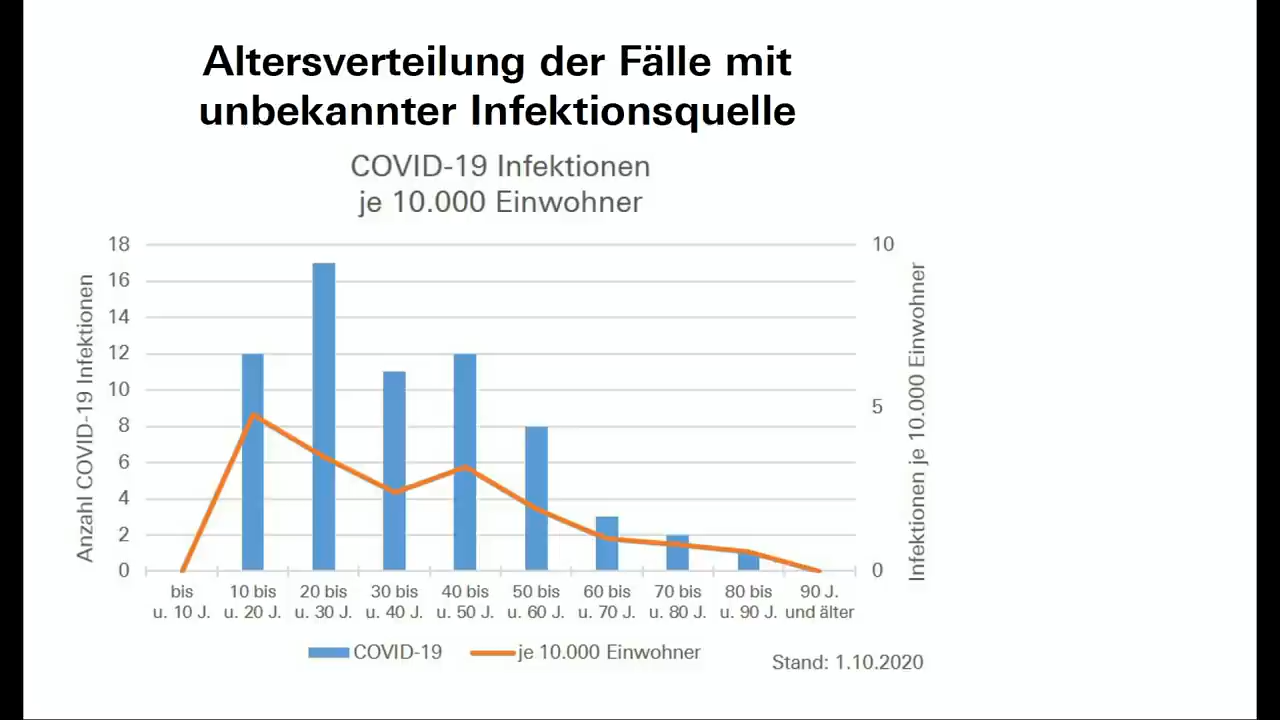 Altersverteilung der Fälle mit
unbekannter Infektionsquelle
COVID-19 Infektionen
je 10.000 Einwohner
Anzahl COVID-19 Infektionen
18
16
14
12
10
8
6
4
2
0
10
5
0
Infektionen je 10.000 Einwohner
bis
u. 10 J.
10 bis
u. 20 J.
20 bis
u. 30 J.
30 bis
u. 40 J.
40 bis
u. 50 J.
50 bis
u. 60 J.
60 bis
u. 70 J.
70 bis
u. 80 J.
80 bis
u. 90 J.
90 J.
und älter
COVID-19
je 10.000 Einwohner
Stand: 1.10.2020